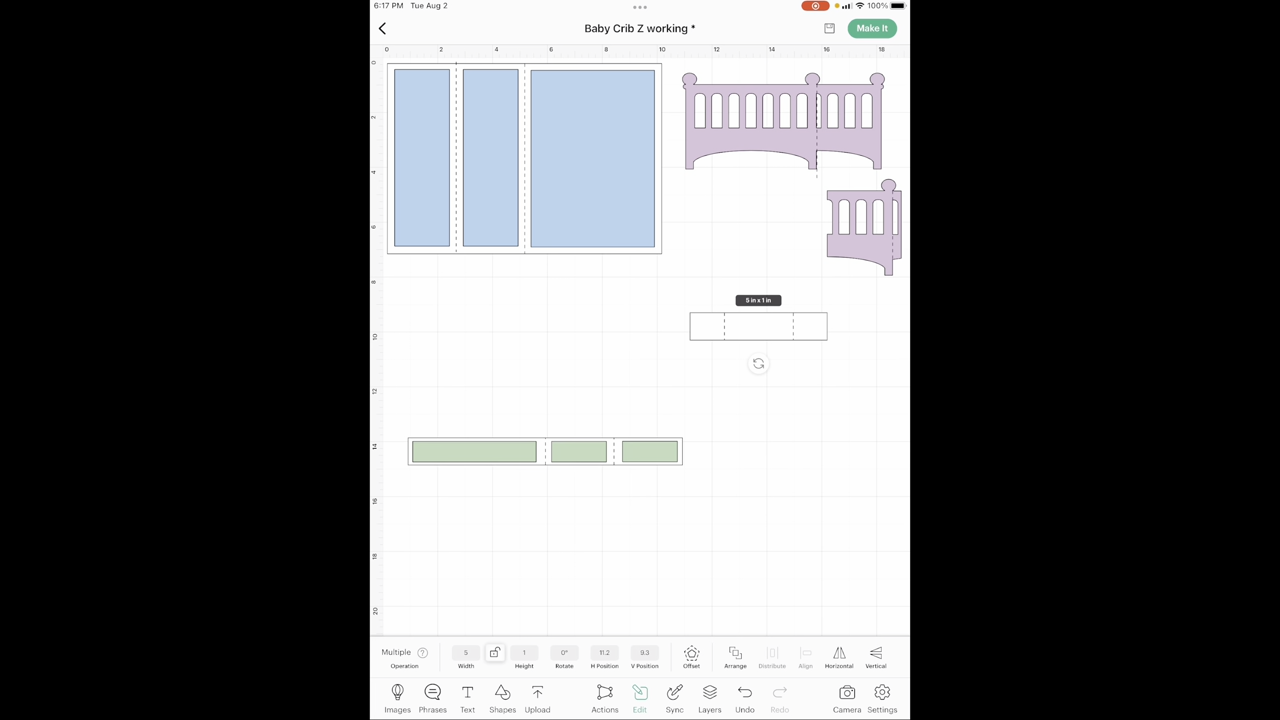 6:17 PM Tue Aug 2
100%
Baby Crib Z working *
Make It
0 2 4 6 8 10 12 14 16 18
0
2
4
6
8
10
12
14
16
18
20
5 in x 1 in
Multiple ?
Operation
5
Width
1
Height
0°
Rotate
11.2
H Position
9.3
V Position
Offset
Arrange
Distribute
Align
Horizontal
Vertical
Images
Phrases
Text
Shapes
Upload
Actions
Edit
Sync
Layers
Undo
Redo
Camera
Settings